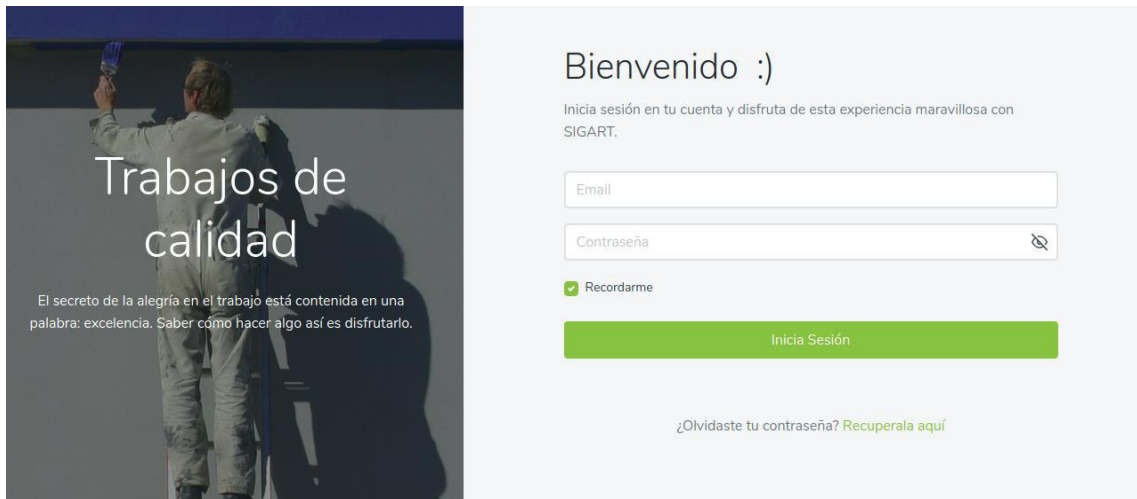 Trabajos de
calidad
El secreto de la alegría en el trabajo está contenida en una
palabra: excelencia. Saber cómo hacer algo así es disfrutarlo.
Bienvenido :)
Inicia sesión en tu cuenta y disfruta de esta experiencia maravillosa con
SIGART.
Email
Contraseña
Recordarme
Inicia Sesión
¿Olvidaste tu contraseña? Recuperala aquí